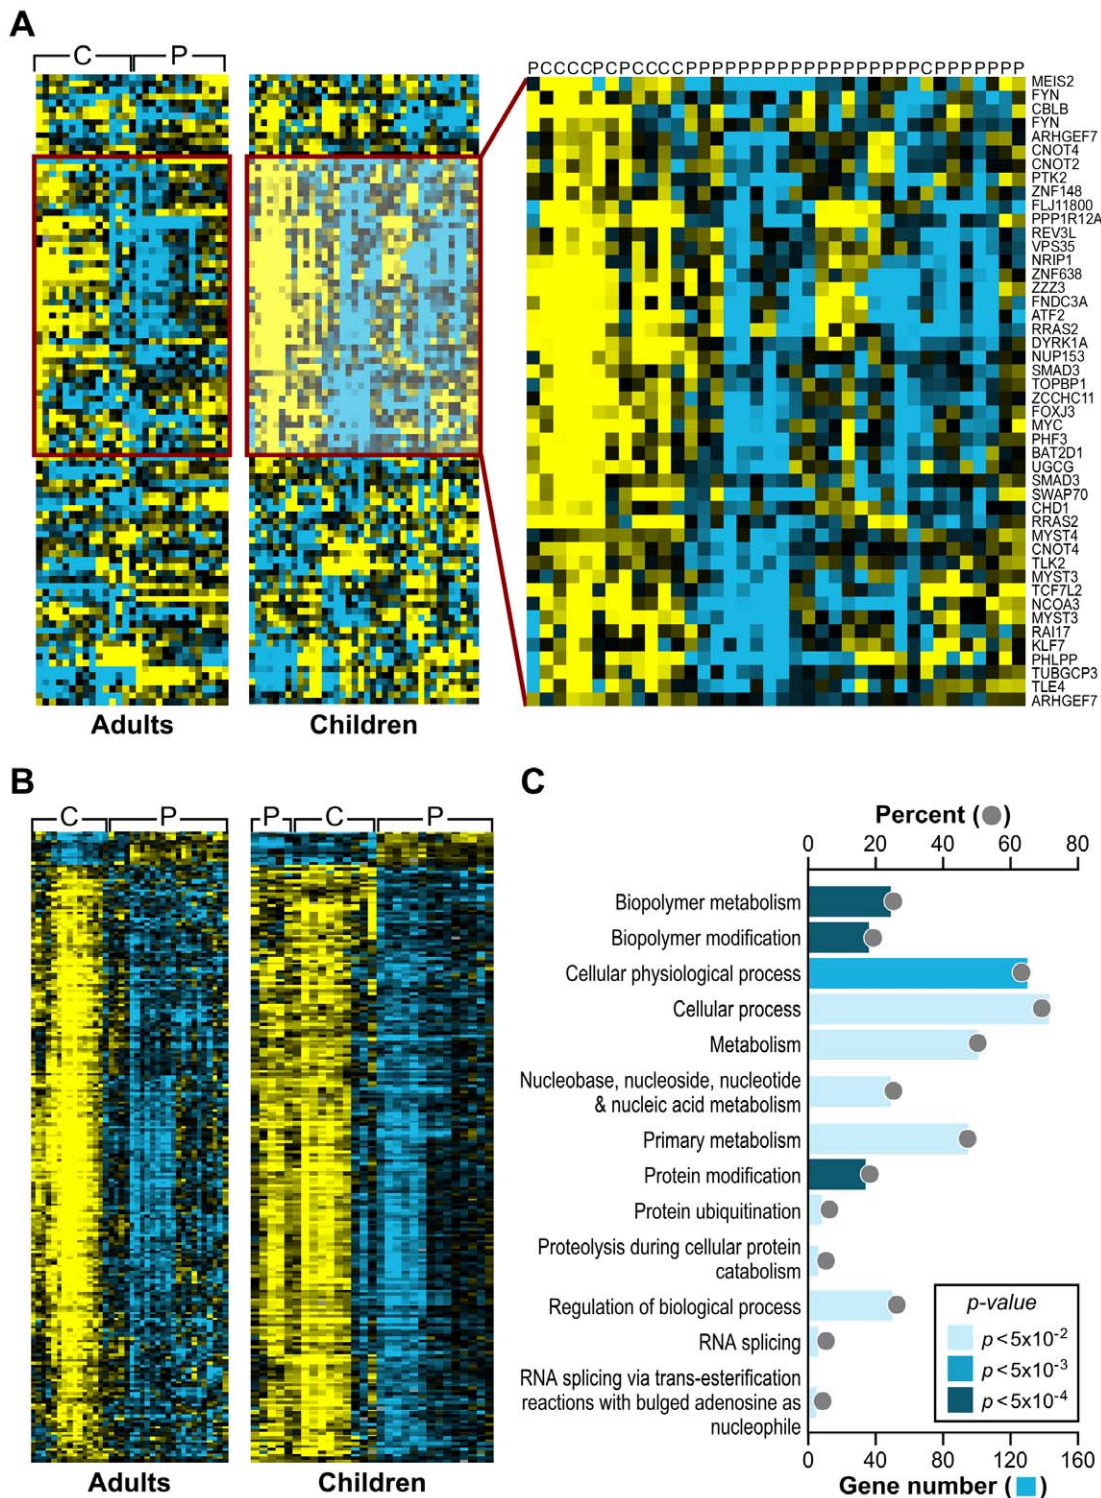 A
C P
PCCCCPCPCCCCPPPPPPPPPPPPPPPPPPCPPPPPPP
MEIS2
FYN
CBLB
FYN
ARHGEF7
CNOT4
CNOT2
PTK2
ZNF148
FLJ11800
PPP1R12A
REV3L
VPS35
NRIP1
ZNF638
ZZZ3
FNDC3A
ATF2
RRAS2
DYRK1A
NUP153
SMAD3
TOPBP1
ZCCHC11
FOXJ3
MYC
PHF3
BAT2D1
UGCG
SMAD3
SWAP70
CHD1
RRAS2
MYST4
CNOT4
TLK2
MYST3
TCF7L2
NCOA3
MYST3
RAI17
KLF7
PHLPP
TUBGCP3
TLE4
ARHGEF7
Adults Children
B
C P P C P
Adults Children
C
Percent ( )
0 20 40 60 80
Biopolymer metabolism
Biopolymer modification
Cellular physiological process
Cellular process
Metabolism
Nucleobase, nucleoside, nucleotide
& nucleic acid metabolism
Primary metabolism
Protein modification
Protein ubiquitination
Proteolysis during cellular protein
catabolism
Regulation of biological process
RNA splicing
RNA splicing via trans-esterification
reactions with bulged adenosine as
nucleophile
p-value
p<5x10⁻²
p<5x10⁻³
p<5x10⁻⁴
0 40 80 120 160
Gene number ( )